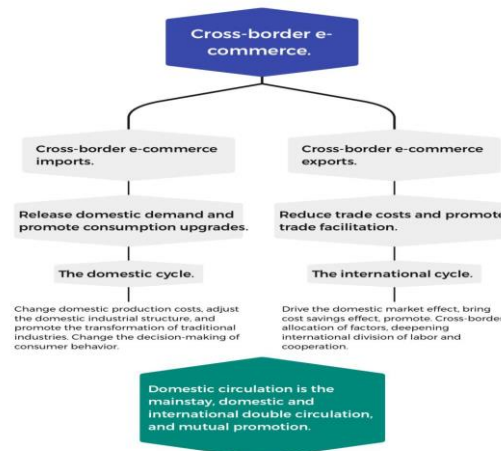 Cross-border e-
commerce.
Cross-border e-commerce
imports.
Cross-border e-commerce
exports.
Release domestic demand and
promote consumption upgrades.
Reduce trade costs and promote
trade facilitation.
The domestic cycle.
The international cycle.
Change domestic production costs, adjust
the domestic industrial structure, and
promote the transformation of traditional
industries. Change the decision-making of
consumer behavior.
Drive the domestic market effect, bring
cost savings effect, promote. Cross-border
allocation of factors, deepening
international division of labor and
cooperation.
Domestic circulation is the
mainstay, domestic and
international double circulation,
and mutual promotion.